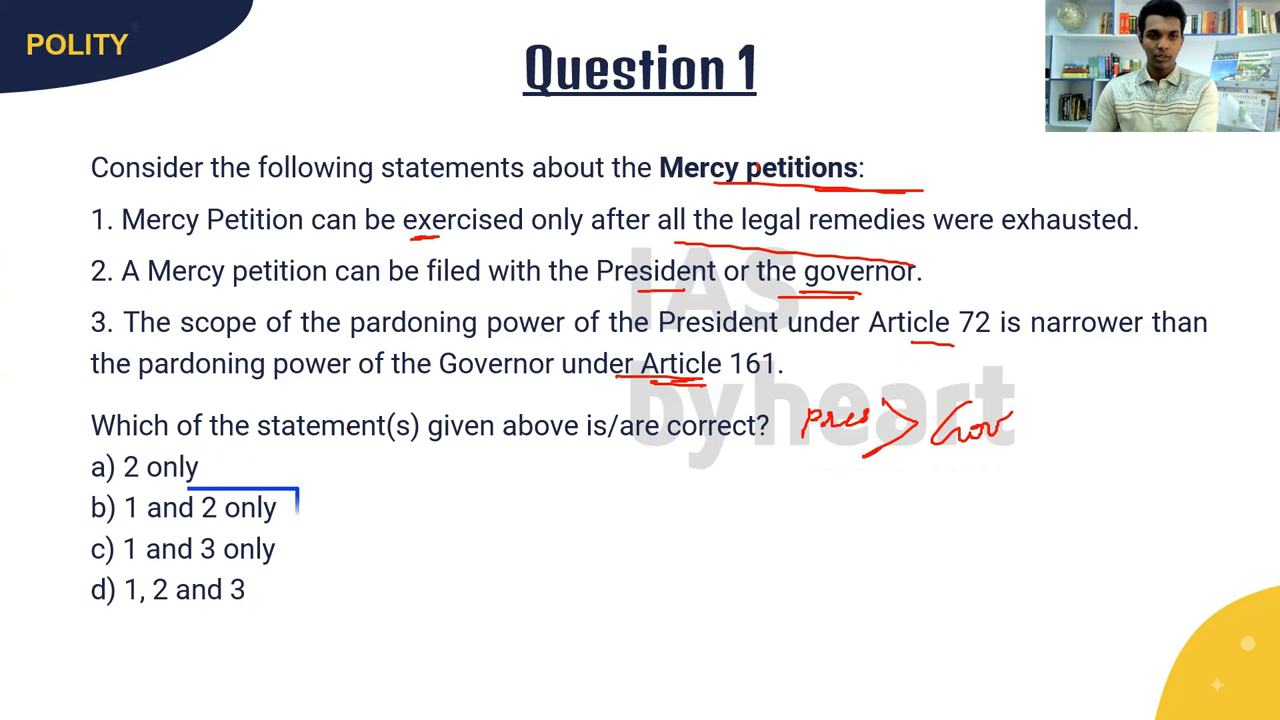 POLITY
Question 1
Consider the following statements about the Mercy petitions:
1. Mercy Petition can be exercised only after all the legal remedies were exhausted.
2. A Mercy petition can be filed with the President or the governor.
3. The scope of the pardoning power of the President under Article 72 is narrower than
the pardoning power of the Governor under Article 161.
Which of the statement(s) given above is/are correct?
pres > Gov
a) 2 only
b) 1 and 2 only
c) 1 and 3 only
d) 1, 2 and 3
IAS
byheart